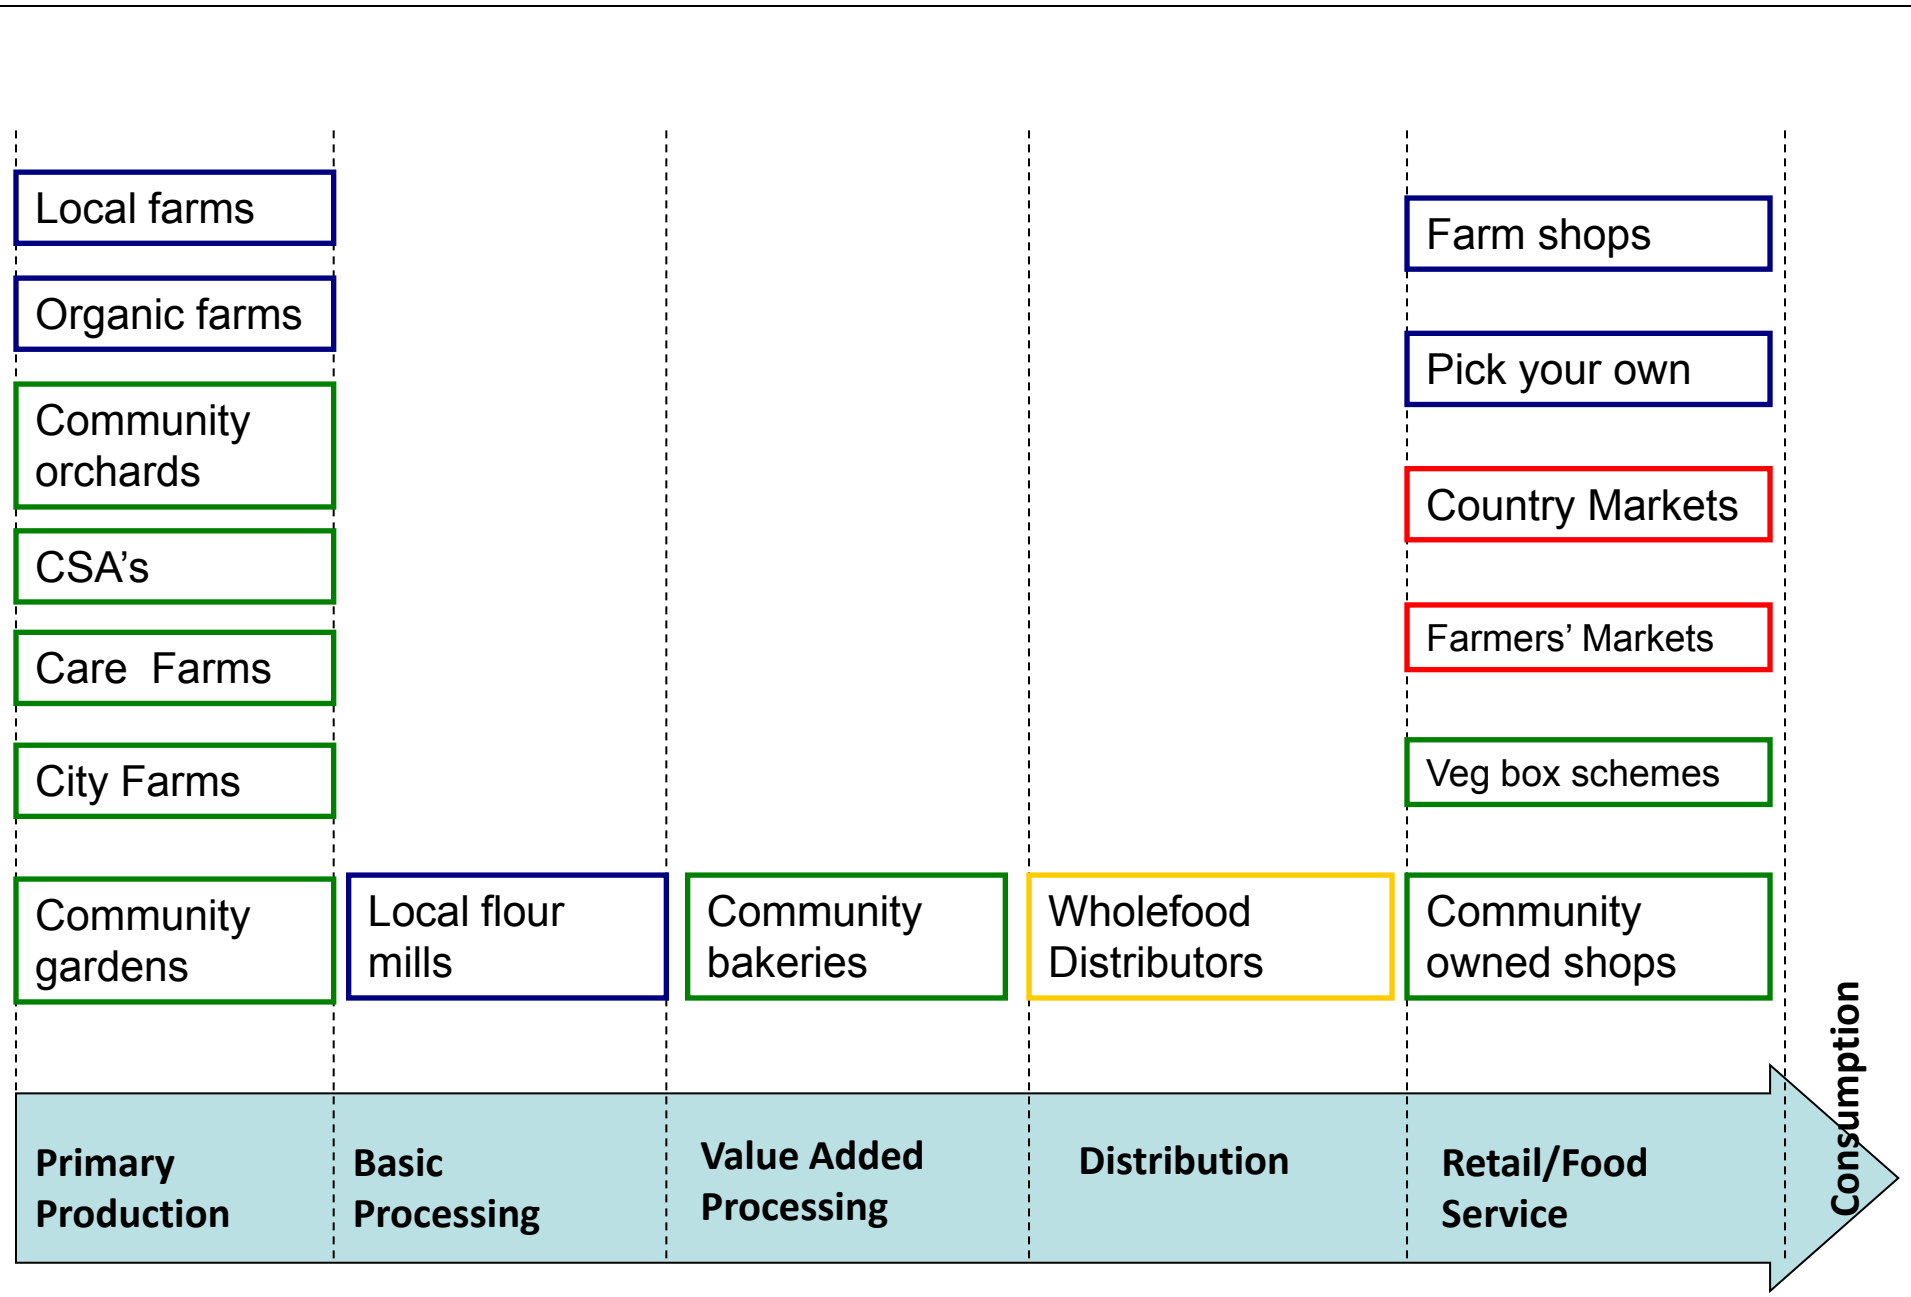 Local farms
Organic farms
Community
orchards
CSA’s
Care  Farms
City Farms
Community
gardens
Local flour
mills
Community
bakeries
Wholefood
Distributors
Farm shops
Pick your own
Country Markets
Farmers’ Markets
Veg box schemes
Community
owned shops
Primary
Production
Basic
Processing
Value Added
Processing
Distribution
Retail/Food
Service
Consumption